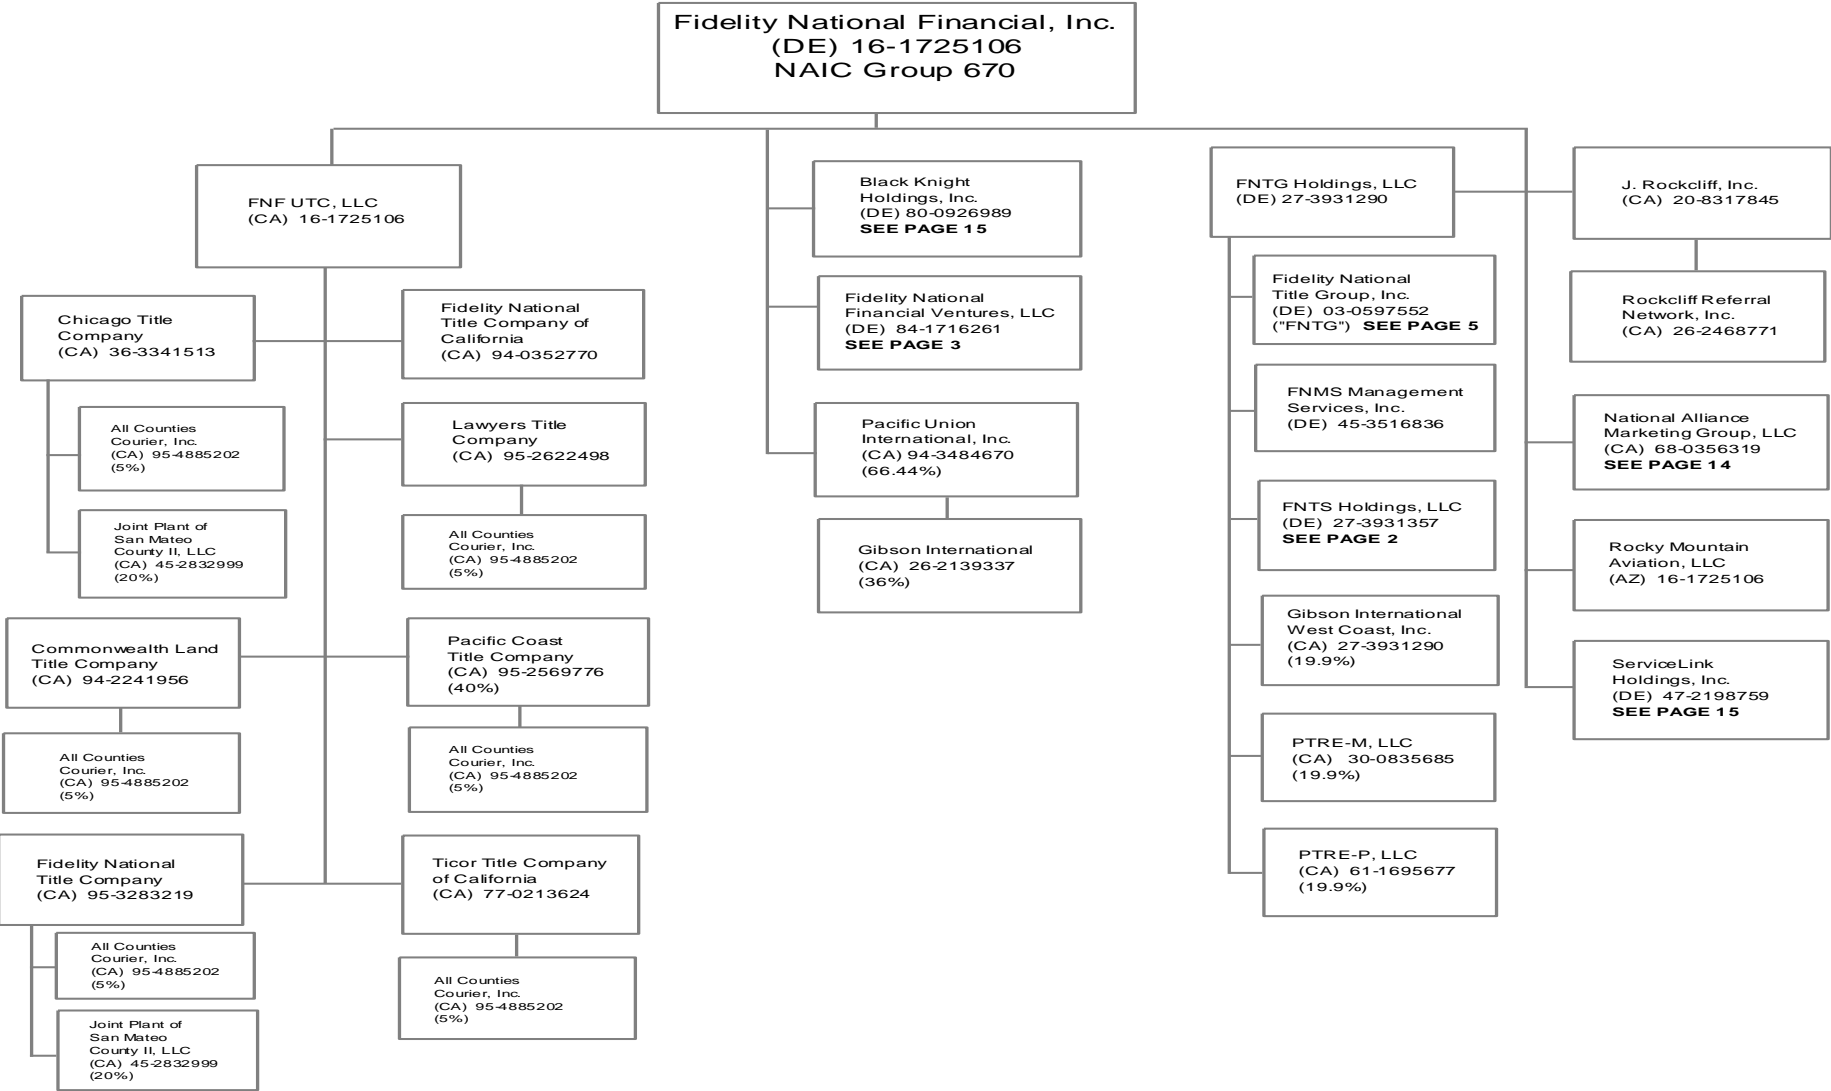 Fidelity National Financial, Inc.
(DE) 16-1725106
NAIC Group 670
FNF UTC, LLC
(CA) 16-1725106
Chicago Title
Company
(CA) 36-3341513
All Counties
Courier, Inc.
(CA) 95-4885202
(5%)
Joint Plant of
San Mateo
County II, LLC
(CA) 45-2832999
(20%)
Fidelity National
Title Company of
California
(CA) 94-0352770
Lawyers Title
Company
(CA) 95-2622498
All Counties
Courier, Inc.
(CA) 95-4885202
(5%)
Commonwealth Land
Title Company
(CA) 94-2241956
All Counties
Courier, Inc.
(CA) 95-4885202
(5%)
Pacific Coast
Title Company
(CA) 95-2569776
(40%)
All Counties
Courier, Inc.
(CA) 95-4885202
(5%)
Fidelity National
Title Company
(CA) 95-3283219
All Counties
Courier, Inc.
(CA) 95-4885202
(5%)
Joint Plant of
San Mateo
County II, LLC
(CA) 45-2832999
(20%)
Ticor Title Company
of California
(CA) 77-0213624
All Counties
Courier, Inc.
(CA) 95-4885202
(5%)
Black Knight
Holdings, Inc.
(DE) 80-0926989
SEE PAGE 15
Fidelity National
Financial Ventures, LLC
(DE) 84-1716261
SEE PAGE 3
Pacific Union
International, Inc.
(CA) 94-3484670
(66.44%)
Gibson International
(CA) 26-2139337
(36%)
FNTG Holdings, LLC
(DE) 27-3931290
Fidelity National
Title Group, Inc.
(DE) 03-0597552
("FNTG") SEE PAGE 5
FNMS Management
Services, Inc.
(DE) 45-3516836
FNTS Holdings, LLC
(DE) 27-3931357
SEE PAGE 2
Gibson International
West Coast, Inc.
(CA) 27-3931290
(19.9%)
PTRE-M, LLC
(CA) 30-0835685
(19.9%)
PTRE-P, LLC
(CA) 61-1695677
(19.9%)
J. Rockcliff, Inc.
(CA) 20-8317845
Rockcliff Referral
Network, Inc.
(CA) 26-2468771
National Alliance
Marketing Group, LLC
(CA) 68-0356319
SEE PAGE 14
Rocky Mountain
Aviation, LLC
(AZ) 16-1725106
ServiceLink
Holdings, Inc.
(DE) 47-2198759
SEE PAGE 15